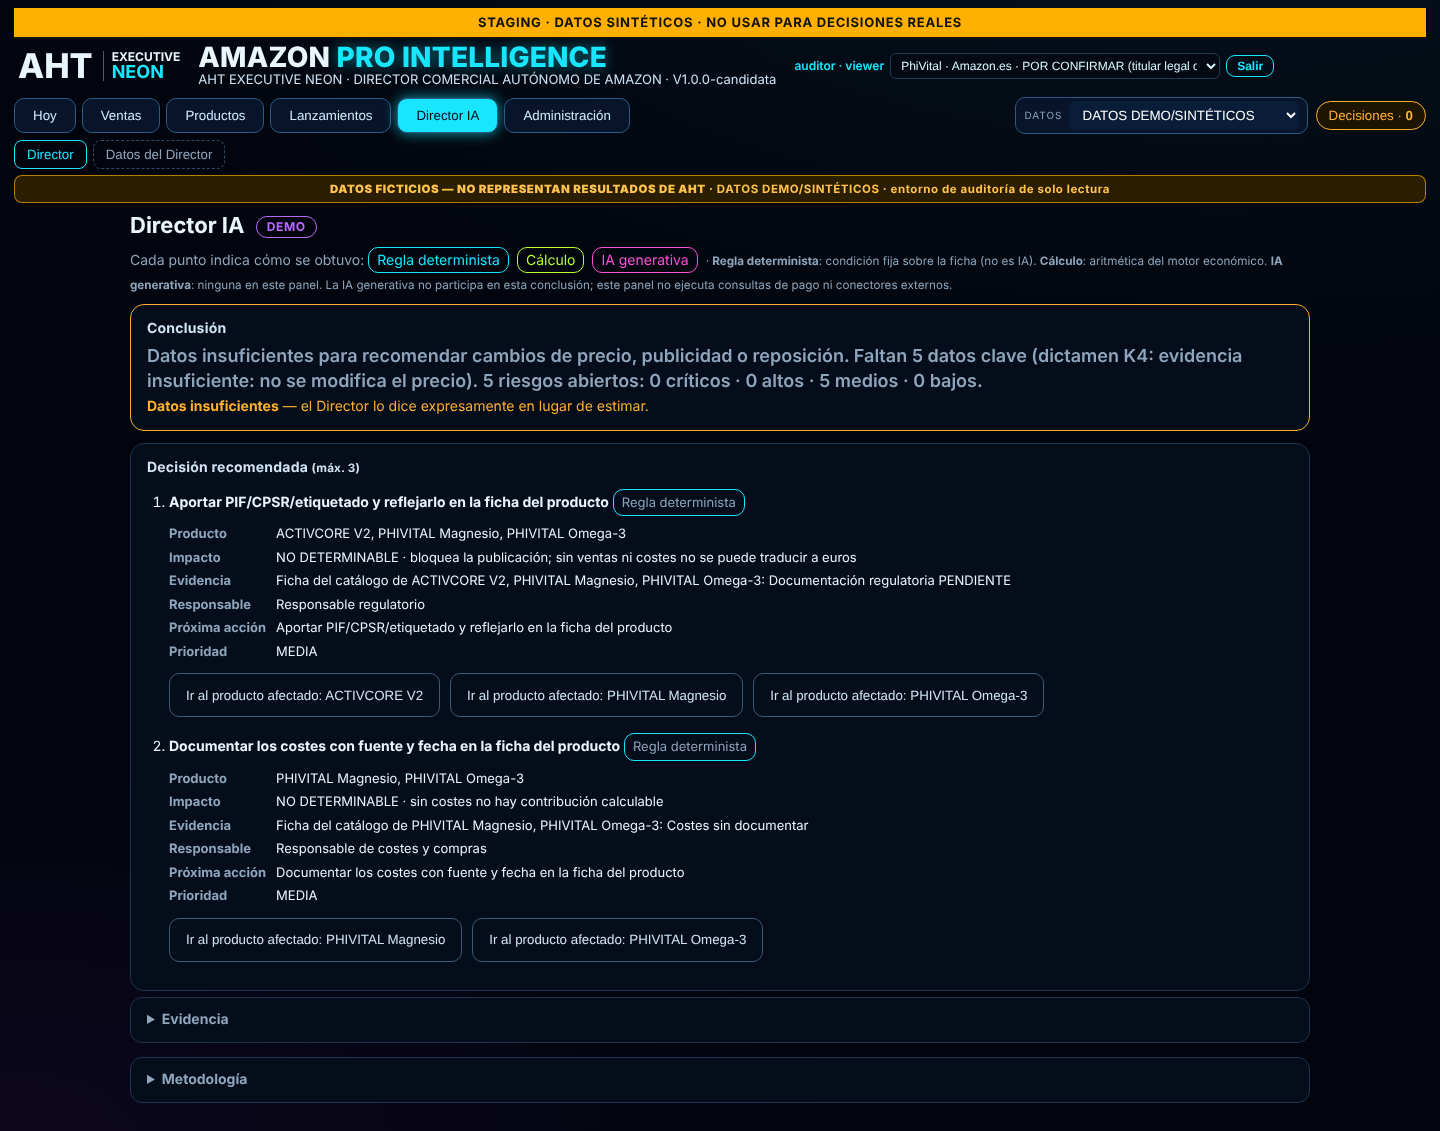 STAGING · DATOS SINTÉTICOS · NO USAR PARA DECISIONES REALES
AHT EXECUTIVE NEON
AMAZON PRO INTELLIGENCE
AHT EXECUTIVE NEON · DIRECTOR COMERCIAL AUTÓNOMO DE AMAZON · V1.0.0-candidata
auditor · viewer
PhiVital · Amazon.es · POR CONFIRMAR (titular legal
Salir
Hoy
Ventas
Productos
Lanzamientos
Director IA
Administración
DATOS
DATOS DEMO/SINTÉTICOS
Decisiones · 0
Director
Datos del Director
DATOS FICTICIOS — NO REPRESENTAN RESULTADOS DE AHT · DATOS DEMO/SINTÉTICOS · entorno de auditoría de solo lectura
Director IA DEMO
Cada punto indica cómo se obtuvo: Regla determinista Cálculo IA generativa · Regla determinista: condición fija sobre la ficha (no es IA). Cálculo: aritmética del motor económico. IA
generativa: ninguna en este panel. La IA generativa no participa en esta conclusión; este panel no ejecuta consultas de pago ni conectores externos.
Conclusión
Datos insuficientes para recomendar cambios de precio, publicidad o reposición. Faltan 5 datos clave (dictamen K4: evidencia
insuficiente: no se modifica el precio). 5 riesgos abiertos: 0 críticos · 0 altos · 5 medios · 0 bajos.
Datos insuficientes — el Director lo dice expresamente en lugar de estimar.
Decisión recomendada (máx. 3)
1. Aportar PIF/CPSR/etiquetado y reflejarlo en la ficha del producto Regla determinista
Producto ACTIVCORE V2, PHIVITAL Magnesio, PHIVITAL Omega-3
Impacto NO DETERMINABLE · bloquea la publicación; sin ventas ni costes no se puede traducir a euros
Evidencia Ficha del catálogo de ACTIVCORE V2, PHIVITAL Magnesio, PHIVITAL Omega-3: Documentación regulatoria PENDIENTE
Responsable Responsable regulatorio
Próxima acción Aportar PIF/CPSR/etiquetado y reflejarlo en la ficha del producto
Prioridad MEDIA
Ir al producto afectado: ACTIVCORE V2
Ir al producto afectado: PHIVITAL Magnesio
Ir al producto afectado: PHIVITAL Omega-3
2. Documentar los costes con fuente y fecha en la ficha del producto Regla determinista
Producto PHIVITAL Magnesio, PHIVITAL Omega-3
Impacto NO DETERMINABLE · sin costes no hay contribución calculable
Evidencia Ficha del catálogo de PHIVITAL Magnesio, PHIVITAL Omega-3: Costes sin documentar
Responsable Responsable de costes y compras
Próxima acción Documentar los costes con fuente y fecha en la ficha del producto
Prioridad MEDIA
Ir al producto afectado: PHIVITAL Magnesio
Ir al producto afectado: PHIVITAL Omega-3
Evidencia
Metodología